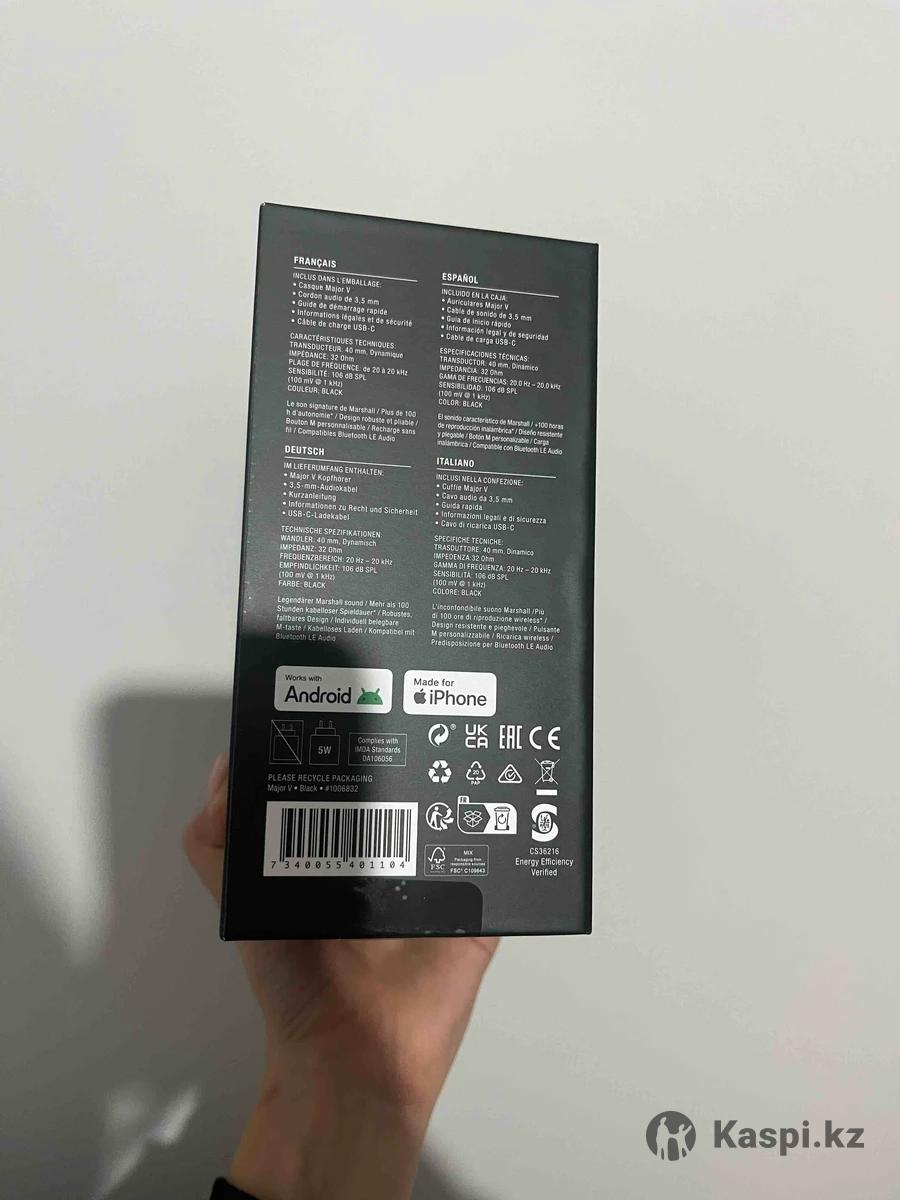 FRANÇAIS
INCLUS DANS L'EMBALLAGE:
• Casque Major V
• Cordon audio de 3,5 mm
• Guide de démarrage rapide
• Informations légales et de sécurité
• Câble de charge USB-C
CARACTÉRISTIQUES TECHNIQUES:
TRANSDUCTEUR: 40 mm, Dynamique
IMPÉDANCE: 32 Ohm
PLAGE DE FRÉQUENCE: de 20 à 20 kHz
SENSIBILITÉ: 106 dB SPL
(100 mV @ 1 kHz)
COULEUR: BLACK
Le son signature de Marshall / Plus de 100
h d'autonomie* / Design robuste et pliable /
Bouton M personnalisable / Recharge sans
fil / Compatibles Bluetooth LE Audio
ESPAÑOL
INCLUIDO EN LA CAJA:
• Auriculares Major V
• Cable de sonido de 3.5 mm
• Guía de inicio rápido
• Información legal y de seguridad
• Cable de carga USB-C
ESPECIFICACIONES TÉCNICAS:
TRANSDUCTOR: 40 mm, Dinámico
IMPEDANCIA: 32 Ohm
GAMA DE FRECUENCIAS: 20,0 Hz – 20,0 kHz
SENSIBILIDAD: 106 dB SPL
(100 mV @ 1 kHz)
COLOR: BLACK
El sonido característico de Marshall / +100 horas
de reproducción inalámbrica* / Diseño resistente
y plegable / Botón M personalizable / Carga
inalámbrica / Compatible con Bluetooth LE Audio
DEUTSCH
IM LIEFERUMFANG ENTHALTEN:
• Major V Kopfhörer
• 3,5-mm-Audiokabel
• Kurzanleitung
• Informationen zu Recht und Sicherheit
• USB-C-Ladekabel
TECHNISCHE SPEZIFIKATIONEN:
WANDLER: 40 mm, Dynamisch
IMPEDANZ: 32 Ohm
FREQUENZBEREICH: 20 Hz – 20 kHz
EMPFINDLICHKEIT: 106 dB SPL
(100 mV @ 1 kHz)
FARBE: BLACK
Legendärer Marshall sound / Mehr als 100
Stunden kabelloser Spieldauer* / Robustes,
faltbares Design / Individuell belegbare
M-taste / Kabelloses Laden / Kompatibel mit
Bluetooth LE Audio
ITALIANO
INCLUSI NELLA CONFEZIONE:
• Cuffie Major V
• Cavo audio da 3,5 mm
• Guida rapida
• Informazioni legali e di sicurezza
• Cavo di ricarica USB-C
SPECIFICHE TECNICHE:
TRASDUTTORE: 40 mm, Dinamico
IMPEDENZA:32 Ohm
GAMMA DI FREQUENZA: 20 Hz – 20 kHz
SENSIBILITÀ: 106 dB SPL
(100 mV @ 1 kHz)
COLORE: BLACK
L'inconfondibile suono Marshall /Più
di 100 ore di riproduzione wireless* /
Design resistente e pieghevole / Pulsante
M personalizzabile / Ricarica wireless /
Predisposizione per Bluetooth LE Audio
Works with
Android
Made for
iPhone
5W
Complies with
IMDA Standards
DA106056
UK
CA
EAC
CE
PLEASE RECYCLE PACKAGING
Major V • Black • #1006832
20
PAP
FR
7 340055 401104
FSC
MIX
Packaging from
responsible sources
FSC® C109643
CS36216
Energy Efficiency
Verified
Kaspi.kz